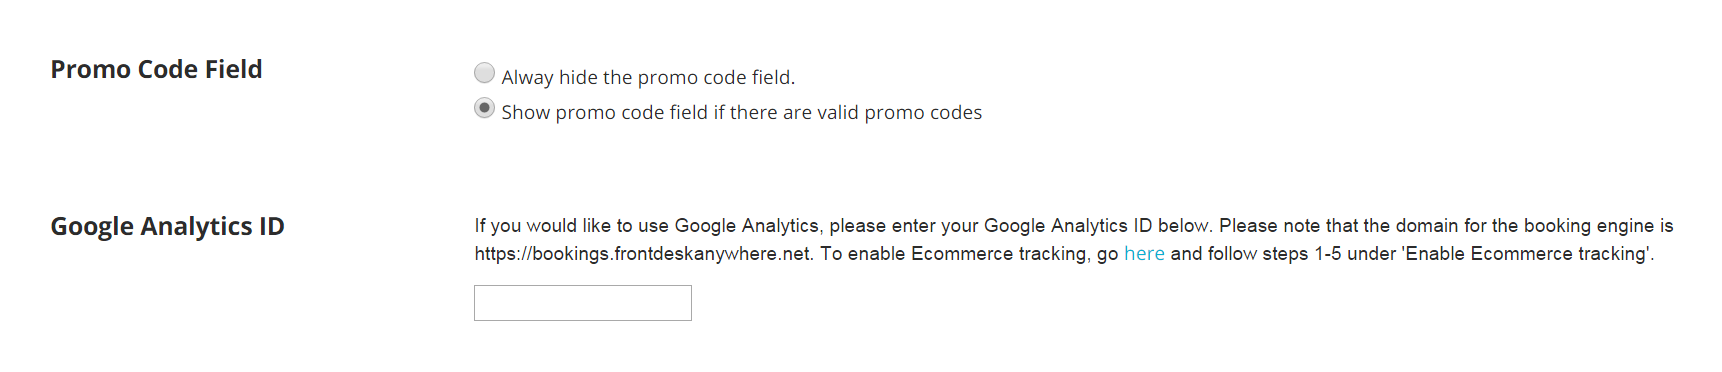 Promo Code Field
Alway hide the promo code field.
Show promo code field if there are valid promo codes
Google Analytics ID
If you would like to use Google Analytics, please enter your Google Analytics ID below. Please note that the domain for the booking engine is
https://bookings.frontdeskanywhere.net. To enable Ecommerce tracking, go here and follow steps 1-5 under 'Enable Ecommerce tracking'.